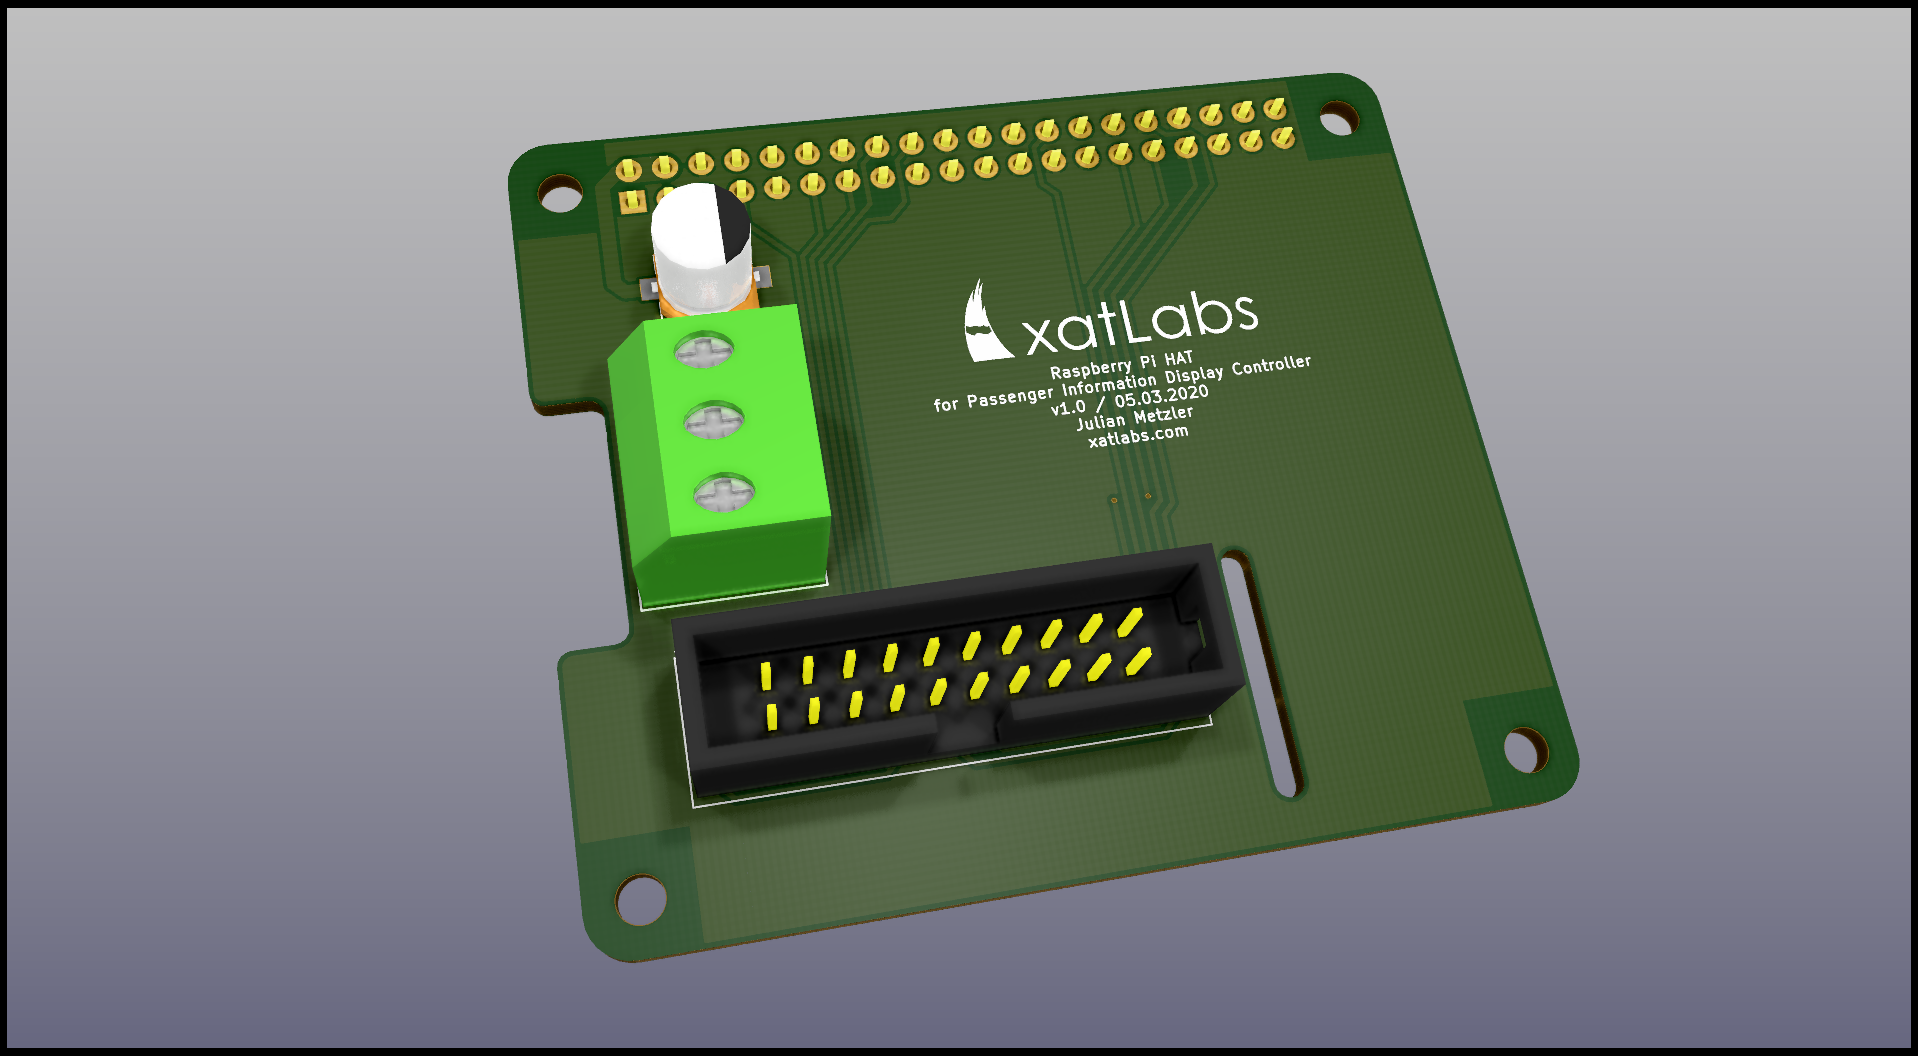 xatLabs
Raspberry Pi HAT
for Passenger Information Display Controller
v1.0 / 05.03.2020
Julian Metzler
xatlabs.com